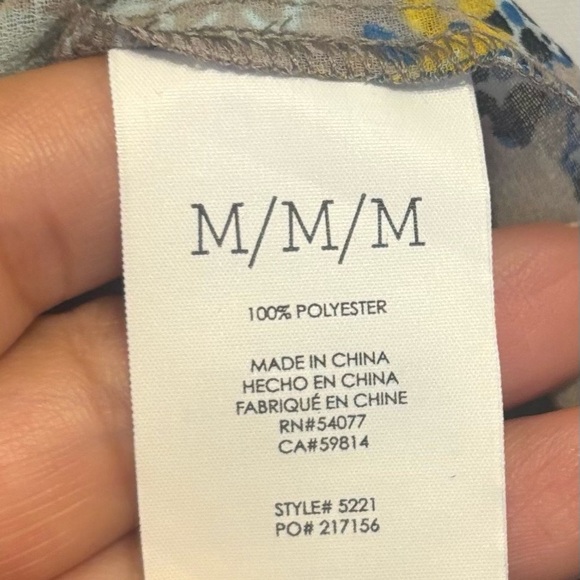 M/M/M
100% POLYESTER
MADE IN CHINA
HECHO EN CHINA
FABRIQUÉ EN CHINE
RN#54077
CA#59814
STYLE# 5221
PO# 217156